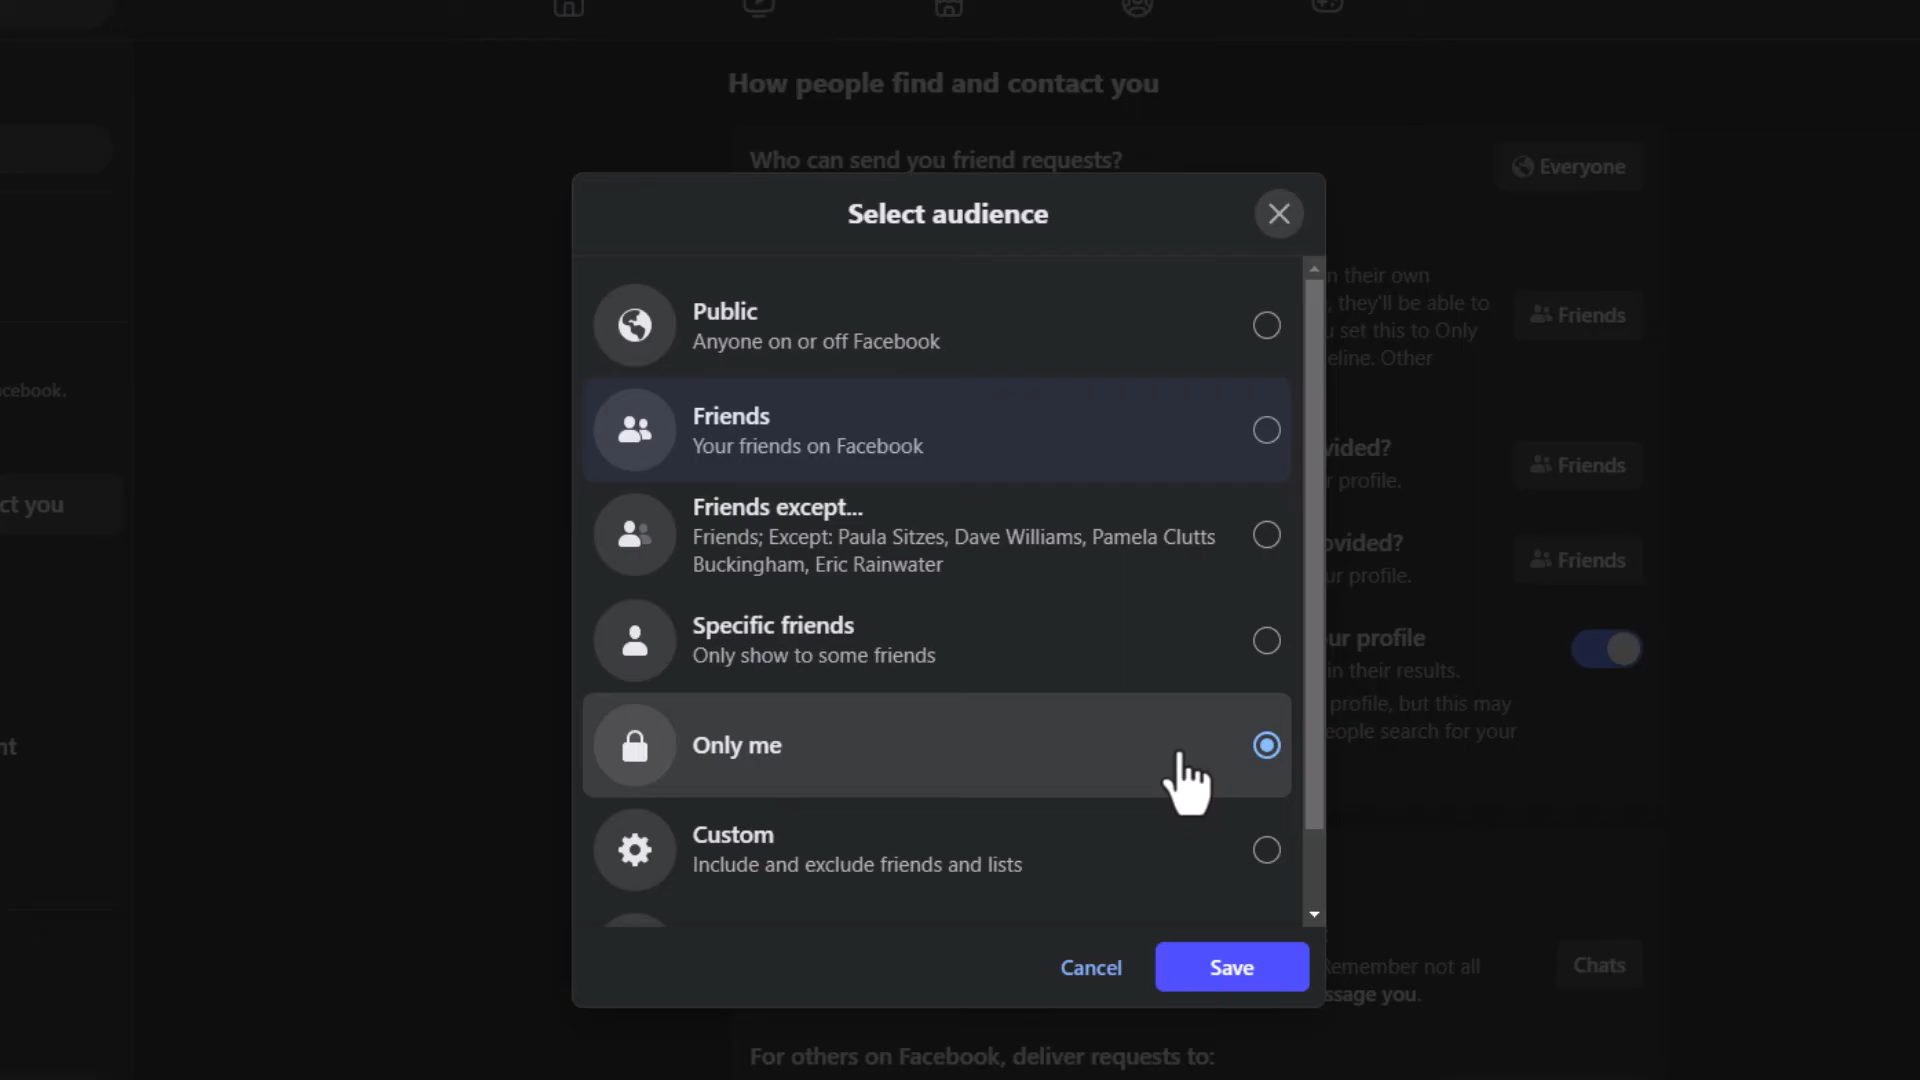 How people find and contact you
Who can send you friend requests?
Everyone
Select audience
n their own
Public
, they'll be able to
Friends
Anyone on or off Facebook
set this to Only
eline. Other
cebook.
Friends
Your friends on Facebook
vided?
Friends
r profile.
ct you
Friends except...
Friends; Except: Paula Sitzes, Dave Williams, Pamela Clutts
Buckingham, Eric Rainwater
ovided?
Friends
ur profile.
Specific friends
Only show to some friends
ur profile
in their results.
profile, but this may
eople search for your
nt
Only me
Custom
Include and exclude friends and lists
Cancel
Save
Remember not all
Chats
ssage you.
For others on Facebook, deliver requests to: